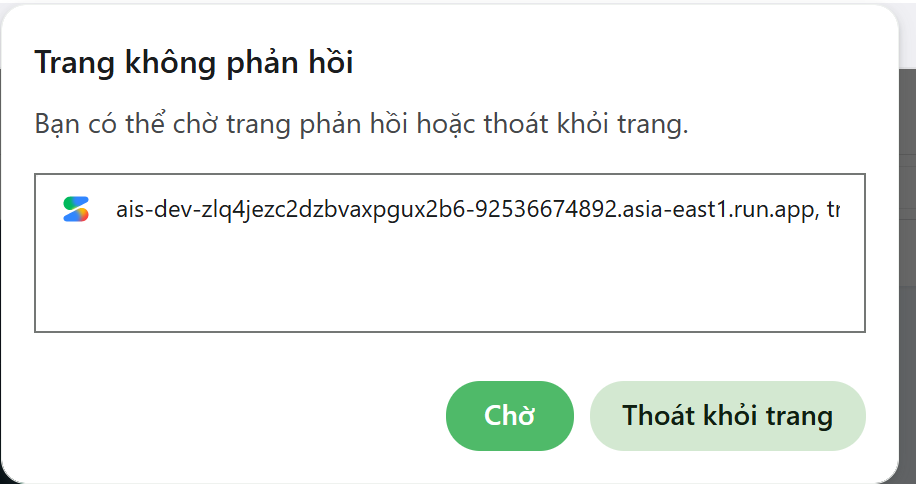 Trang không phản hồi
Bạn có thể chờ trang phản hồi hoặc thoát khỏi trang.
ais-dev-zlq4jezc2dzbvaxpgux2b6-92536674892.asia-east1.run.app,
Chờ
Thoát khỏi trang